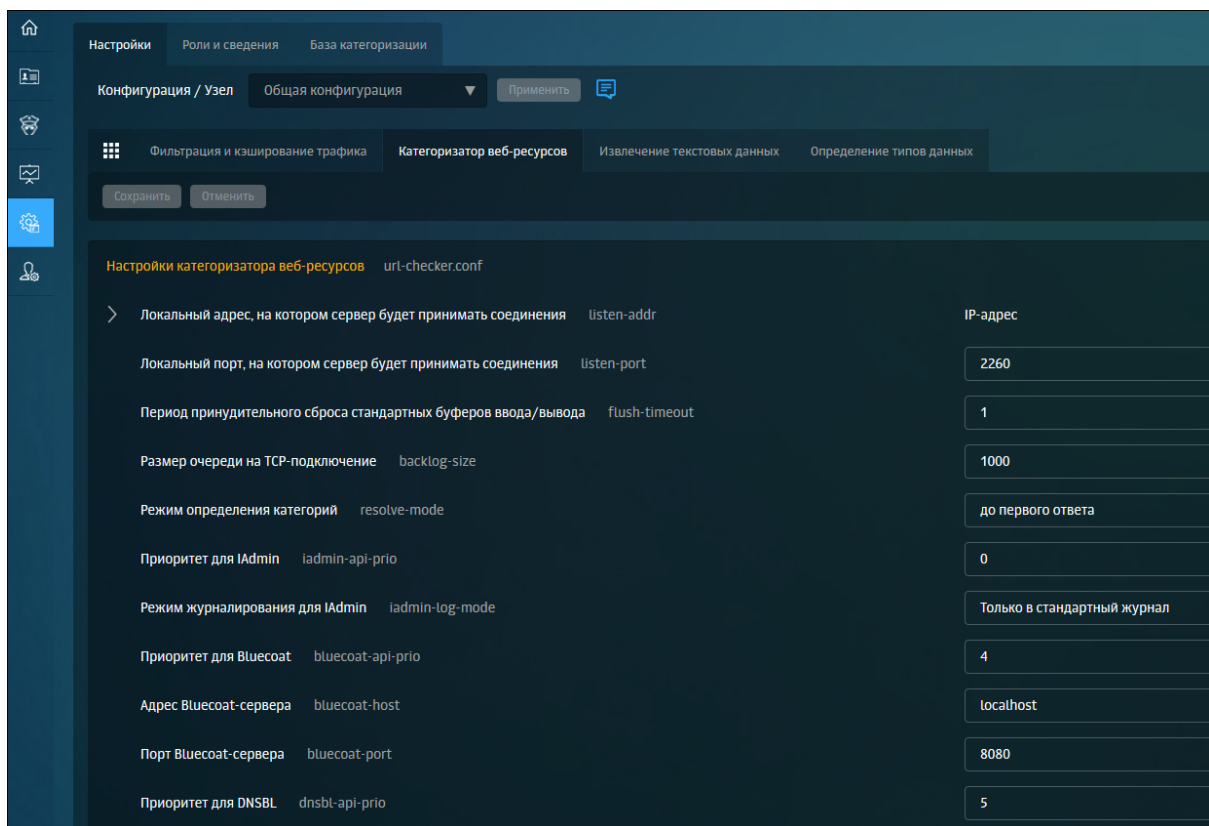 Настройки Роли и сведения База категоризации
Конфигурация / Узел Общая конфигурация Применить
Фильтрация и кэширование трафика Категоризатор веб-ресурсов Извлечение текстовых данных Определение типов данных
Сохранить Отменить
Настройки категоризатора веб-ресурсов url-checker.conf
Локальный адрес, на котором сервер будет принимать соединения listen-addr IP-адрес
Локальный порт, на котором сервер будет принимать соединения listen-port 2260
Период принудительного сброса стандартных буферов ввода/вывода flush-timeout 1
Размер очереди на TCP-подключение backlog-size 1000
Режим определения категорий resolve-mode до первого ответа
Приоритет для IAdmin iadmin-api-prio 0
Режим журналирования для IAdmin iadmin-log-mode Только в стандартный журнал
Приоритет для Bluecoat bluecoat-api-prio 4
Адрес Bluecoat-сервера bluecoat-host localhost
Порт Bluecoat-сервера bluecoat-port 8080
Приоритет для DNSBL dnsbl-api-prio 5